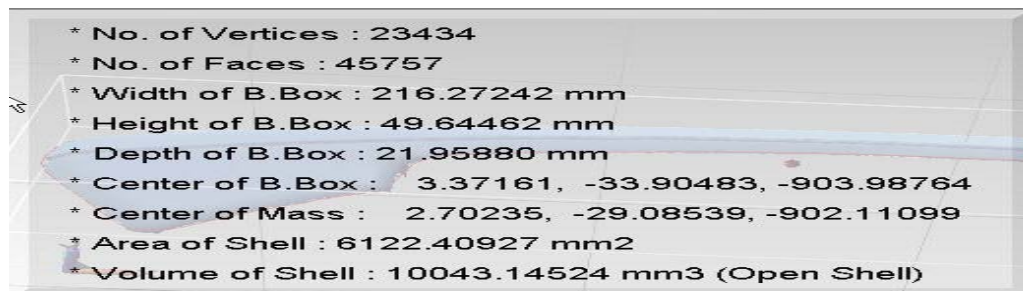 * No. of Vertices : 23434
* No. of Faces : 45757
* Width of B.Box : 216.27242 mm
* Height of B.Box : 49.64462 mm
* Depth of B.Box : 21.95880 mm
* Center of B.Box : 3.37161, -33.90483, -903.98764
* Center of Mass : 2.70235, -29.08539, -902.11099
* Area of Shell : 6122.40927 mm2
* Volume of Shell : 10043.14524 mm3 (Open Shell)